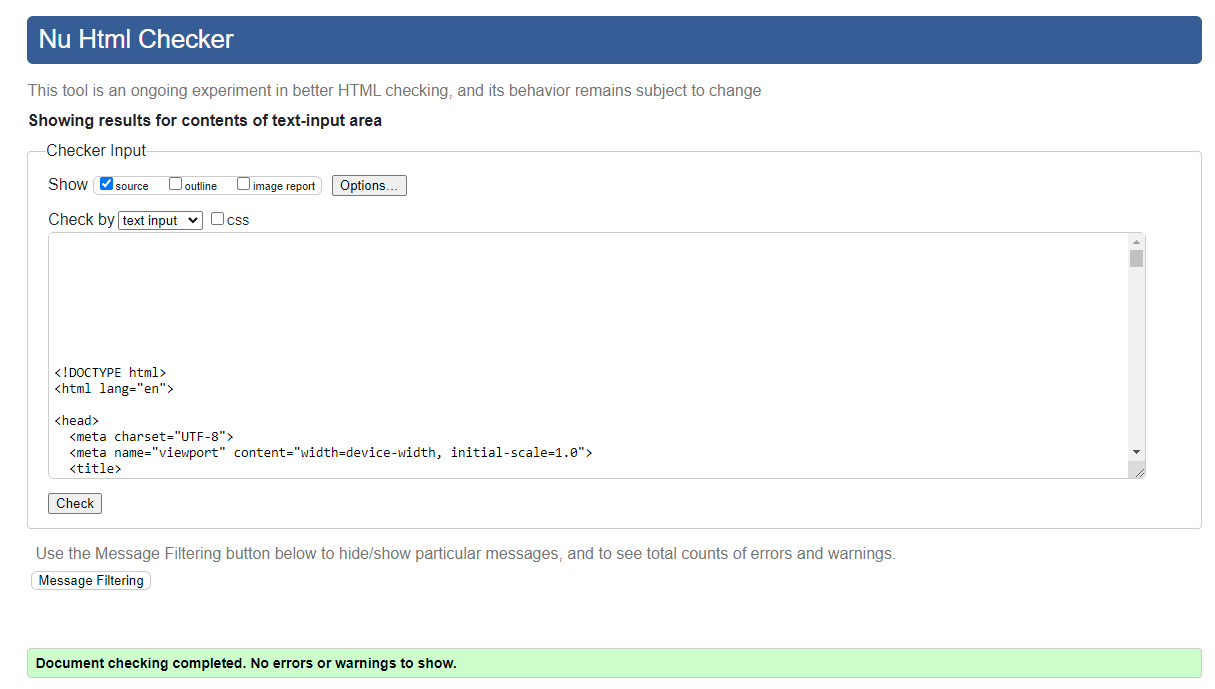 Nu Html Checker
This tool is an ongoing experiment in better HTML checking, and its behavior remains subject to change
Showing results for contents of text-input area
Checker Input
Show source outline image report Options...
Check by text input css
<!DOCTYPE html>
<html lang="en">
<head>
<meta charset="UTF-8">
<meta name="viewport" content="width=device-width, initial-scale=1.0">
<title>
Check
Use the Message Filtering button below to hide/show particular messages, and to see total counts of errors and warnings.
Message Filtering
Document checking completed. No errors or warnings to show.